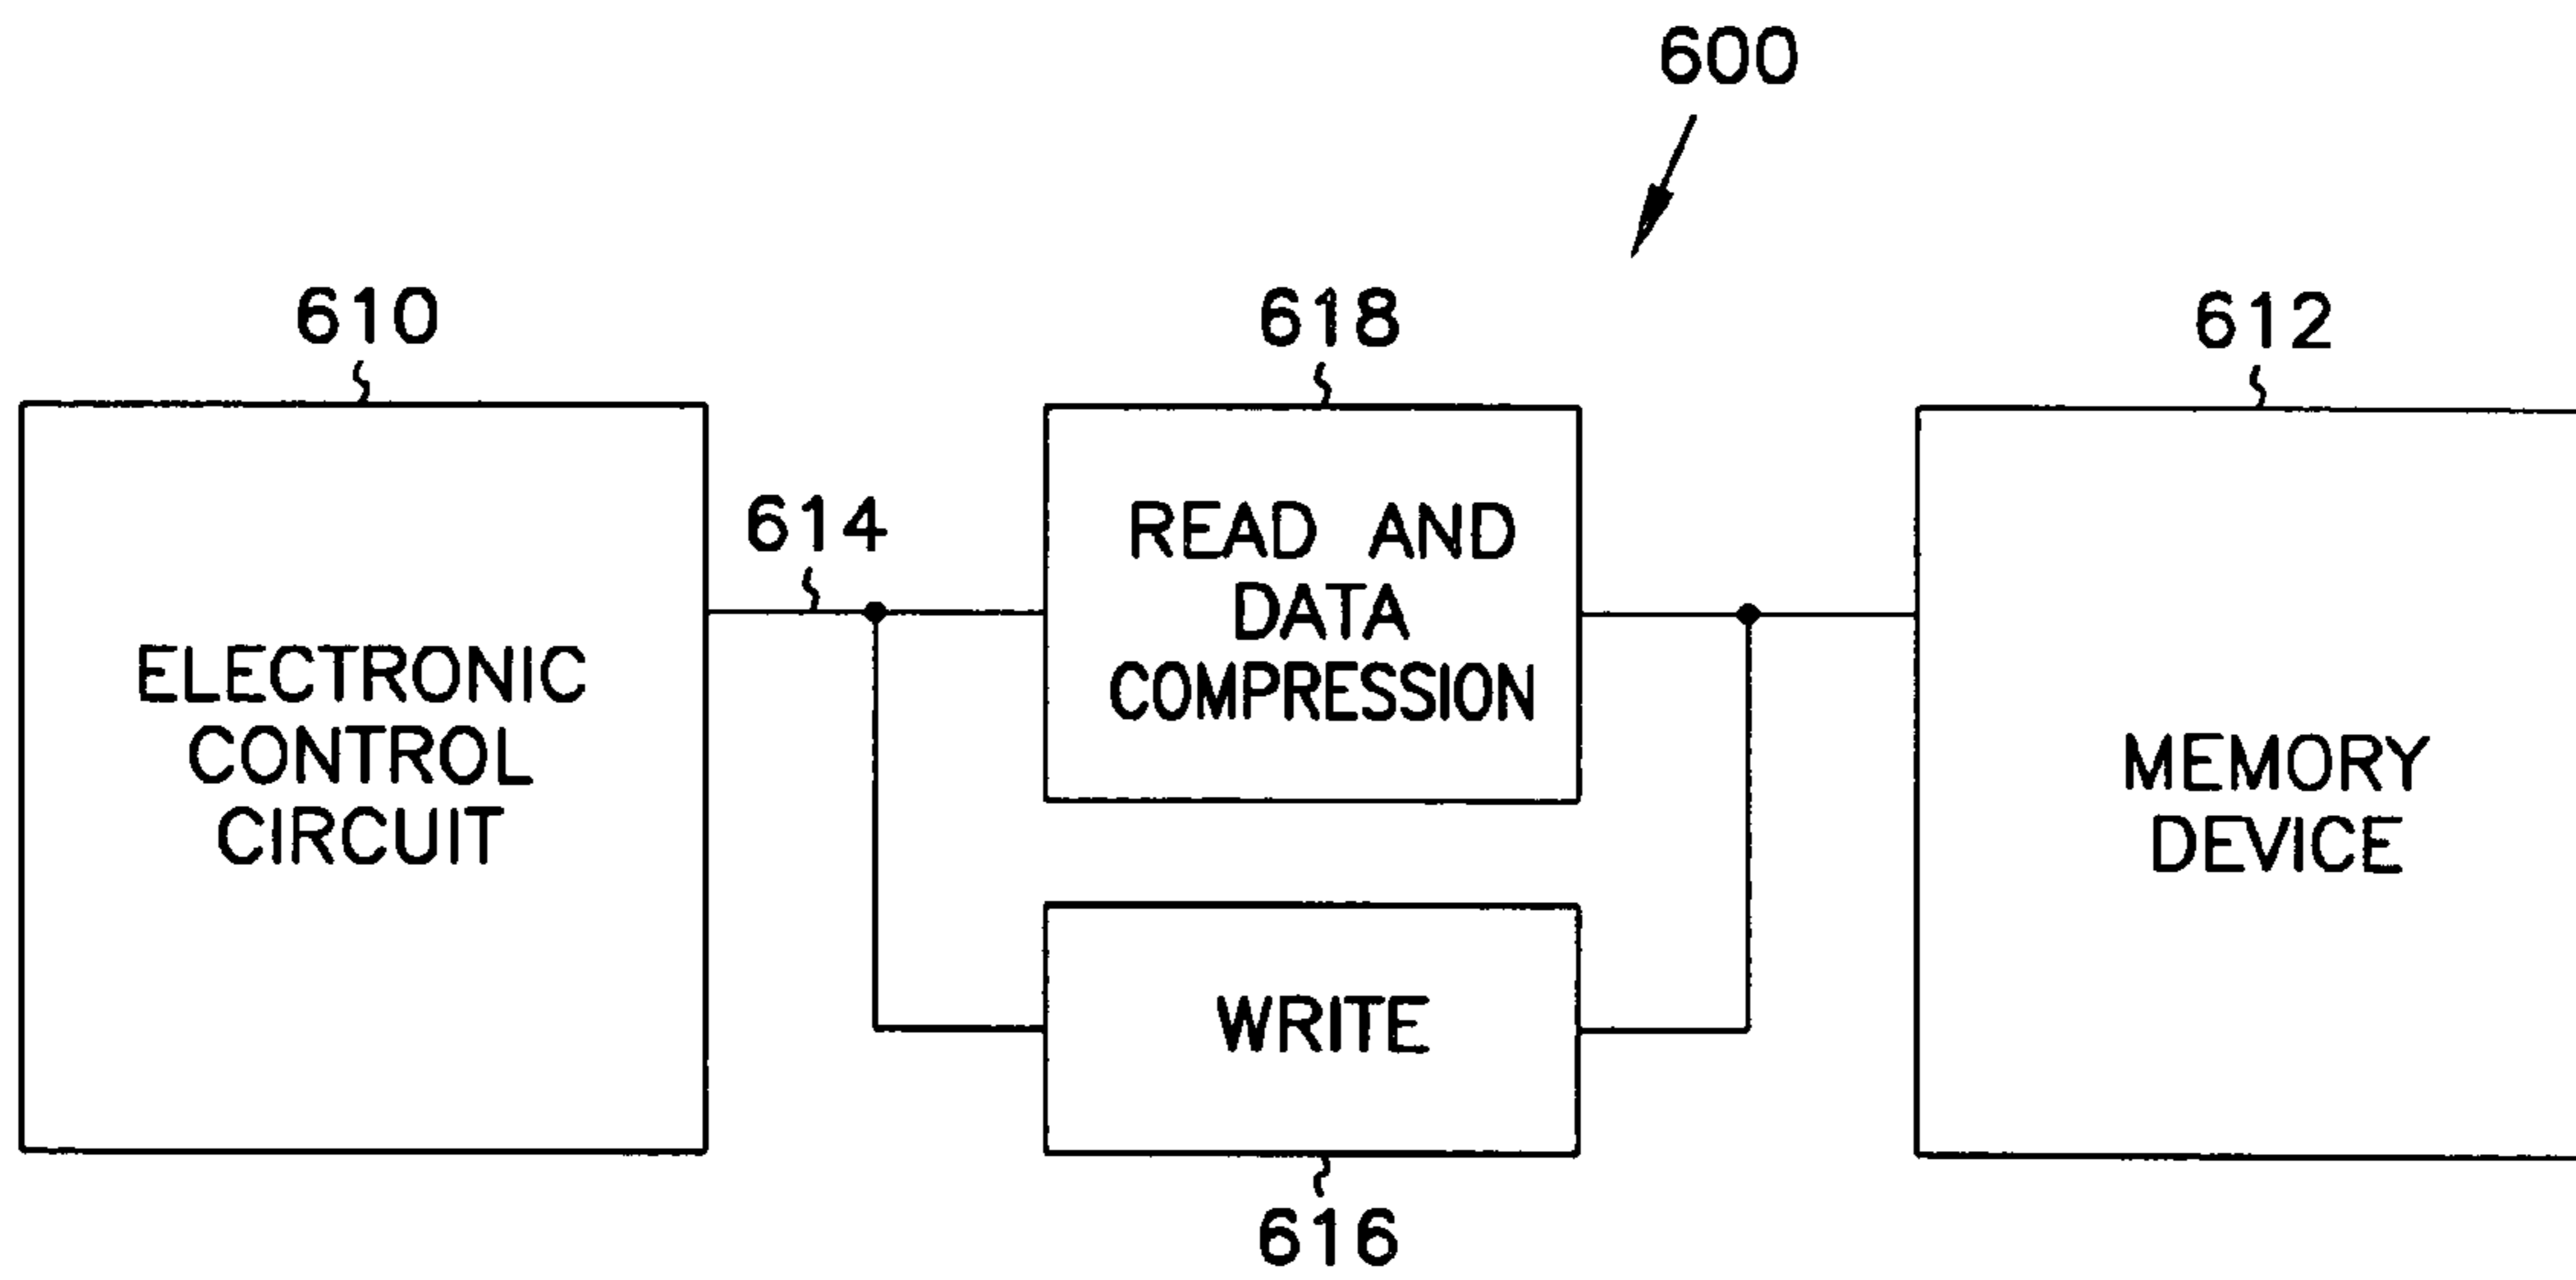 600
610
618
612
614
READ AND
DATA
COMPRESSION
ELECTRONIC
CONTROL
CIRCUIT
MEMORY
DEVICE
WRITE
616